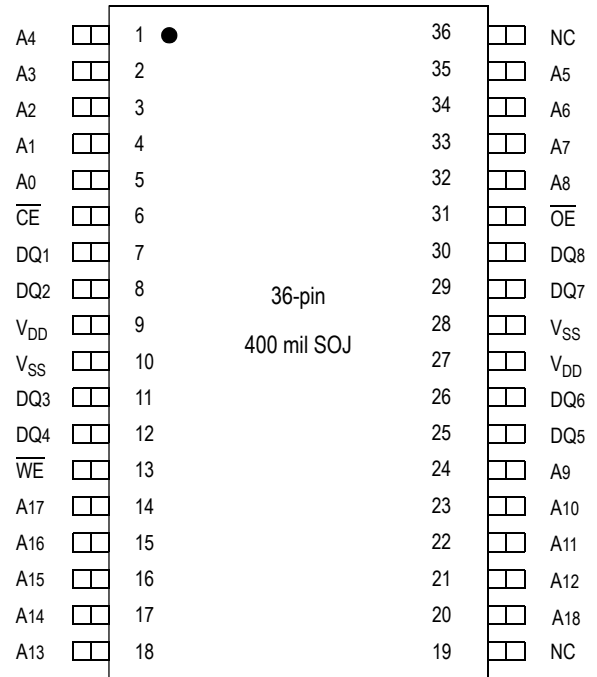 A4 1 36 NC
A3 2 35 A5
A2 3 34 A6
A1 4 33 A7
A0 5 32 A8
CE 6 31 OE
DQ1 7 30 DQ8
DQ2 8 29 DQ7
VDD 9 28 VSS
36-pin
VSS 10 27 VDD
400 mil SOJ
DQ3 11 26 DQ6
DQ4 12 25 DQ5
WE 13 24 A9
A17 14 23 A10
A16 15 22 A11
A15 16 21 A12
A14 17 20 A18
A13 18 19 NC